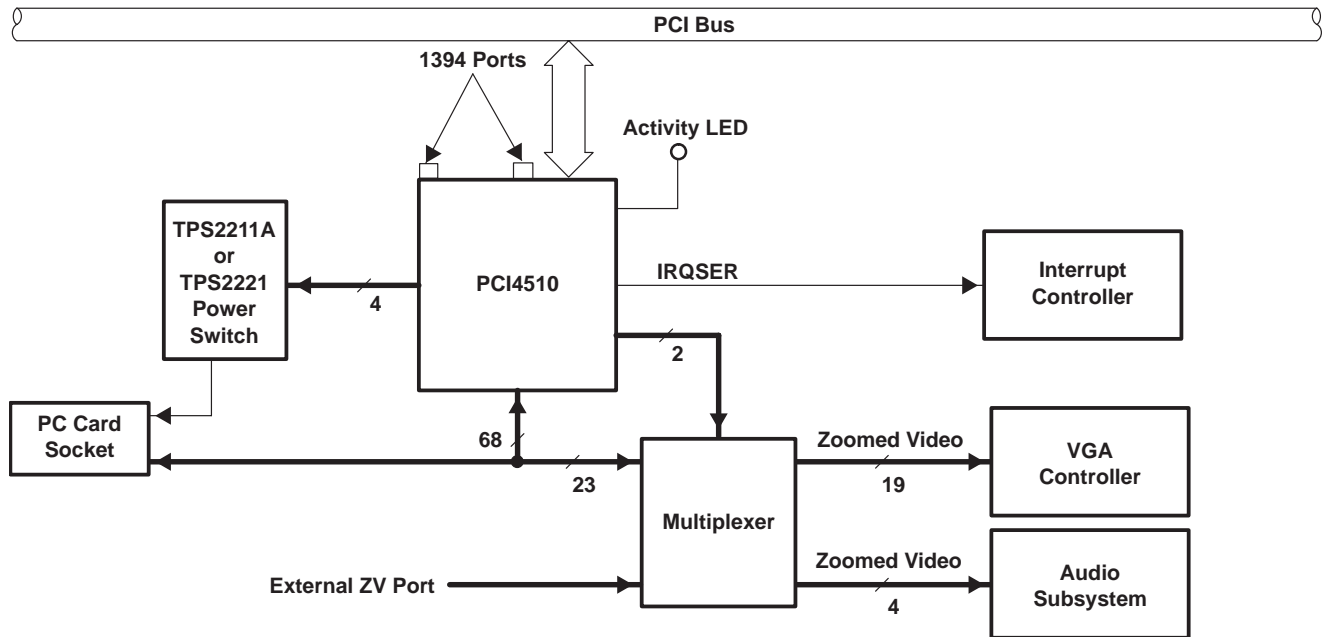 PCI Bus
1394 Ports
Activity LED
TPS2211A
or
TPS2221
Power
Switch
4
PCI4510
IRQSER
Interrupt
Controller
2
PC Card
Socket
68
23
Multiplexer
Zoomed Video
19
VGA
Controller
External ZV Port
Zoomed Video
4
Audio
Subsystem